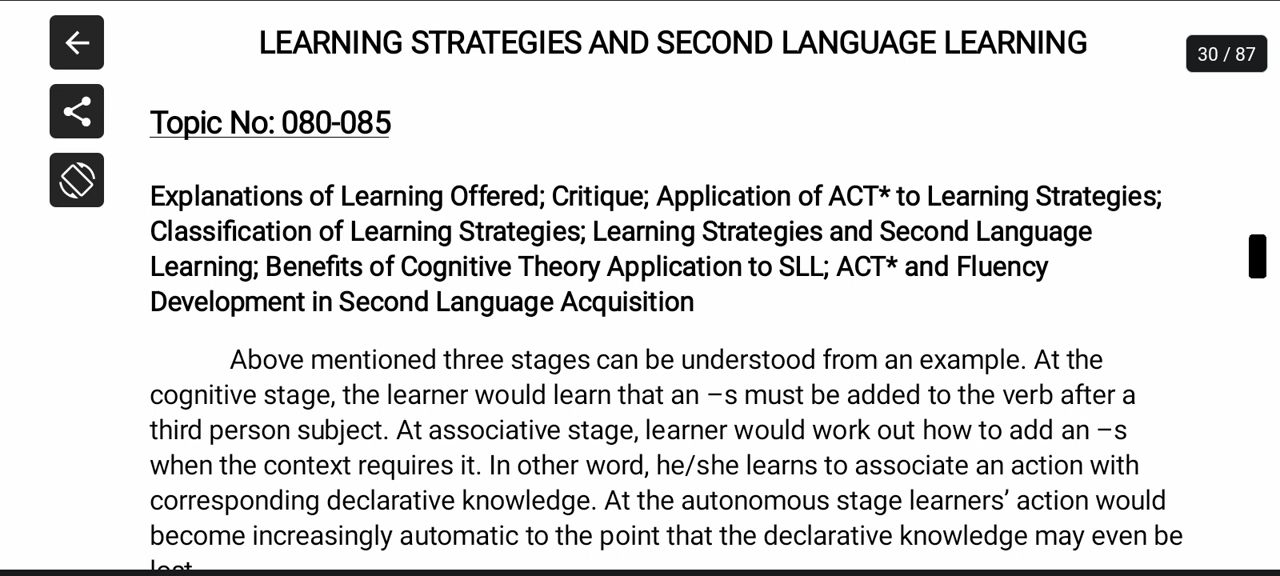 LEARNING STRATEGIES AND SECOND LANGUAGE LEARNING
30 / 87
Topic No: 080-085
Explanations of Learning Offered; Critique; Application of ACT* to Learning Strategies;
Classification of Learning Strategies; Learning Strategies and Second Language
Learning; Benefits of Cognitive Theory Application to SLL; ACT* and Fluency
Development in Second Language Acquisition
Above mentioned three stages can be understood from an example. At the
cognitive stage, the learner would learn that an –s must be added to the verb after a
third person subject. At associative stage, learner would work out how to add an –s
when the context requires it. In other word, he/she learns to associate an action with
corresponding declarative knowledge. At the autonomous stage learners’ action would
become increasingly automatic to the point that the declarative knowledge may even be